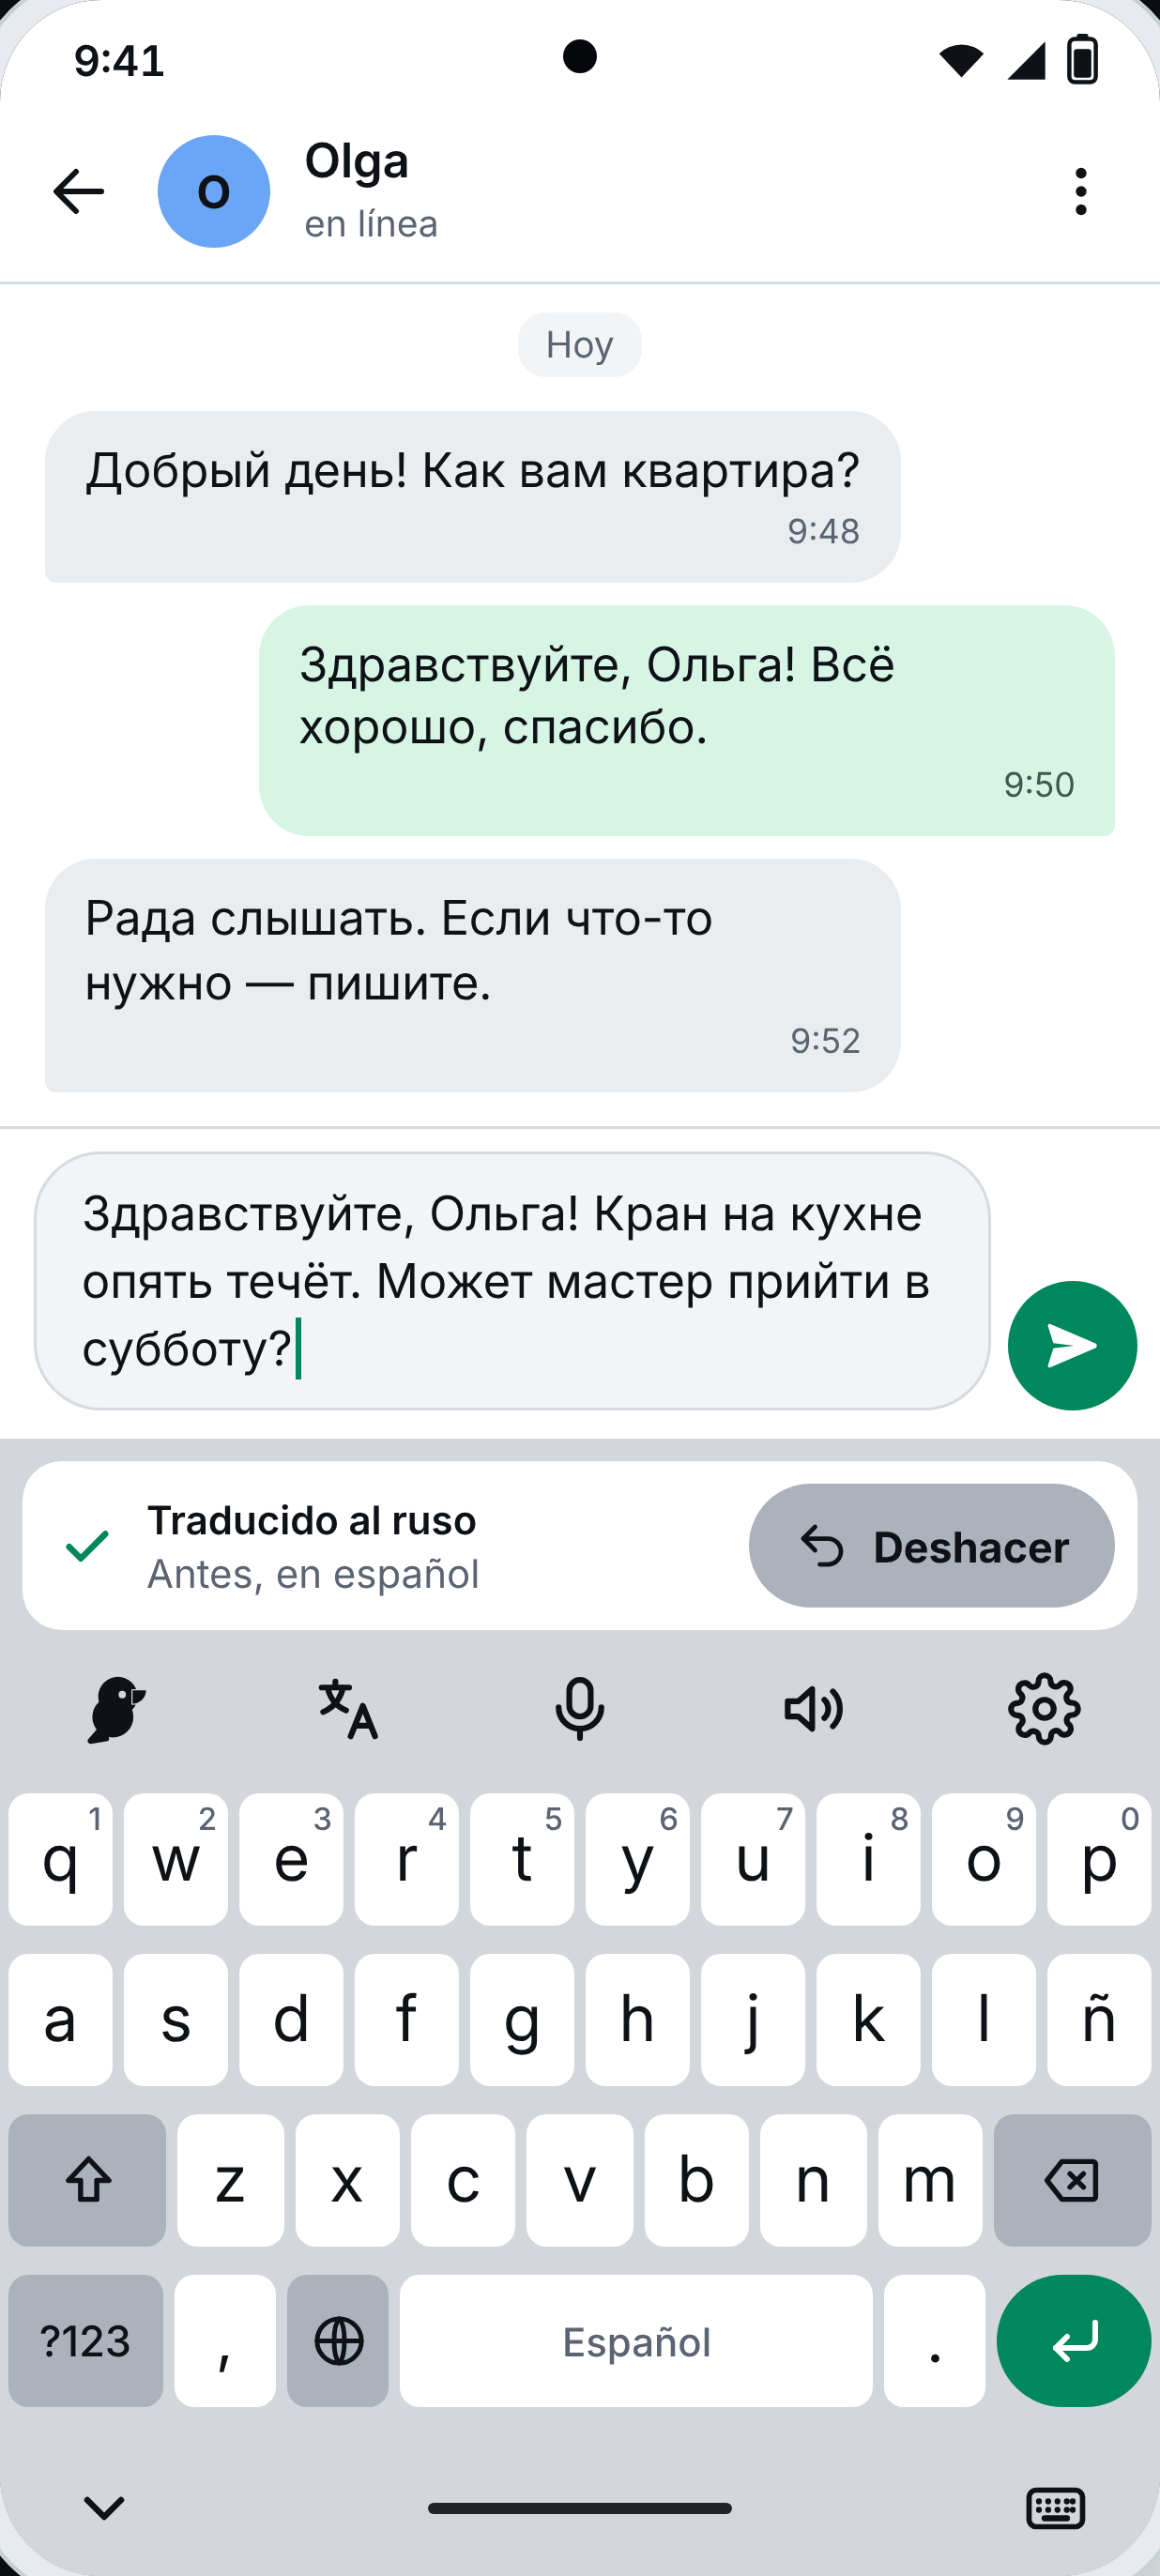 9:41
O
Olga
en línea
Hoy
Добрый день! Как вам квартира?
9:48
Здравствуйте, Ольга! Всё
хорошо, спасибо.
9:50
Рада слышать. Если что-то
нужно — пишите.
9:52
Здравствуйте, Ольга! Кран на кухне
опять течёт. Может мастер прийти в
субботу?
Traducido al ruso
Antes, en español
Deshacer
q 1 w 2 e 3 r 4 t 5 y 6 u 7 i 8 o 9 p 0
a s d f g h j k l ñ
z x c v b n m
?123 , Español .